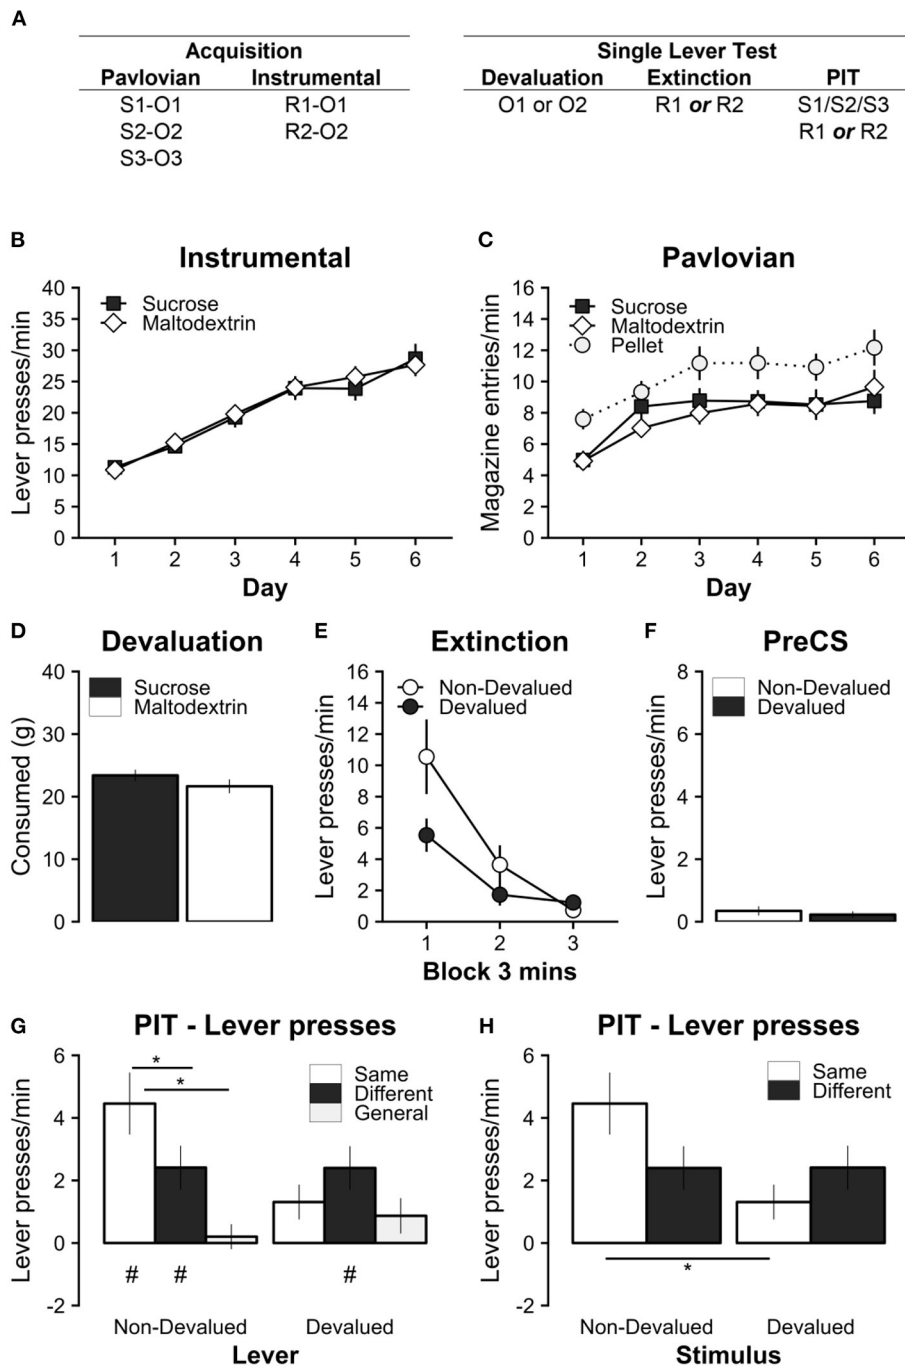 A
Acquisition
Pavlovian Instrumental
S1-O1 R1-O1
S2-O2 R2-O2
S3-O3
Single Lever Test
Devaluation Extinction PIT
O1 or O2 R1 or R2 S1/S2/S3
R1 or R2
B
Instrumental
Lever presses/min
40
35
30
25
20
15
10
5
0
Sucrose
Maltodextrin
1 2 3 4 5 6
Day
C
Pavlovian
Magazine entries/min
16
14
12
10
8
6
4
2
0
Sucrose
Maltodextrin
Pellet
1 2 3 4 5 6
Day
D
Devaluation
Consumed (g)
40
30
20
10
0
Sucrose
Maltodextrin
E
Extinction
Lever presses/min
16
14
12
10
8
6
4
2
0
Non-Devalued
Devalued
1 2 3
Block 3 mins
F
PreCS
Lever presses/min
8
6
4
2
0
Non-Devalued
Devalued
G
PIT - Lever presses
Lever presses/min
6
4
2
0
-2
*
*
Same
Different
General
# # #
Non-Devalued Devalued
Lever
H
PIT - Lever presses
Lever presses/min
6
4
2
0
-2
Same
Different
*
Non-Devalued Devalued
Stimulus